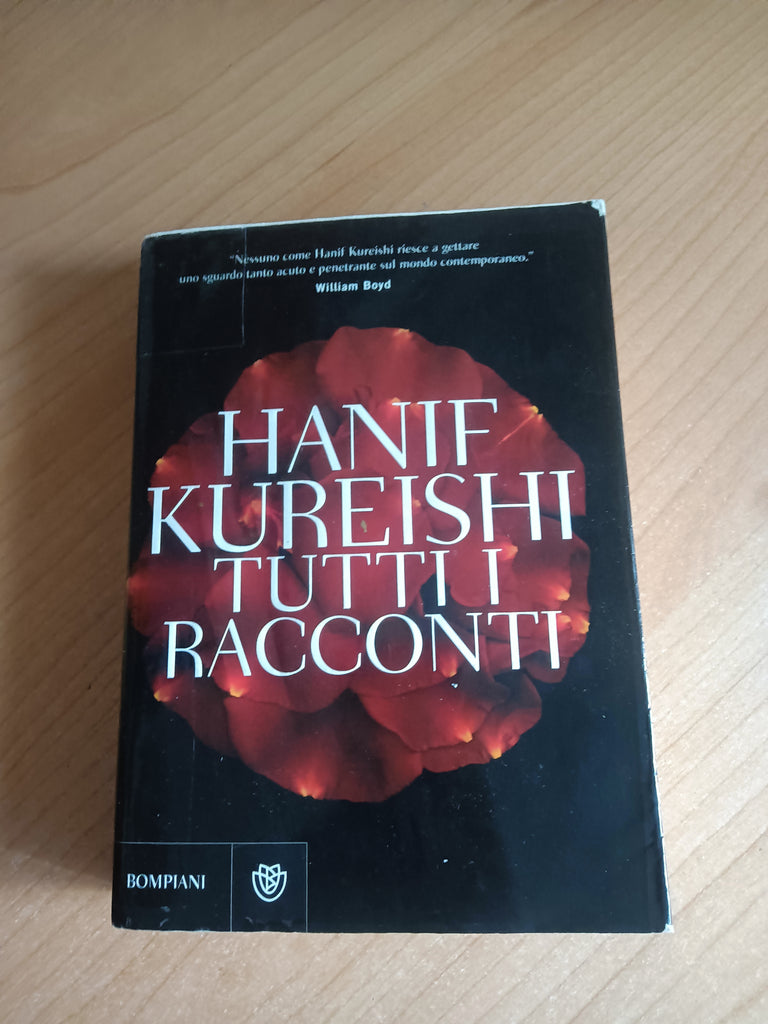 “Nessuno come Hanif Kureishi riesce a gettare
uno sguardo tanto acuto e penetrante sul mondo contemporaneo.”
William Boyd
HANIF
KUREISHI
TUTTI I
RACCONTI
BOMPIANI